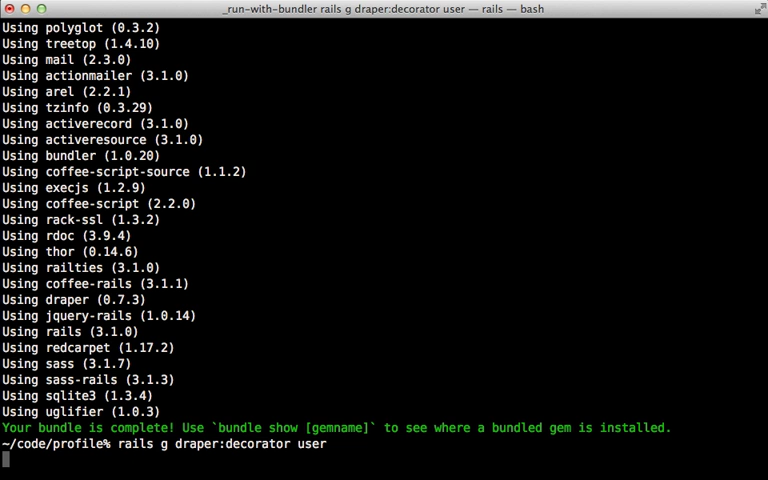 _run-with-bundler rails g draper:decorator user — rails — bash
Using polyglot (0.3.2)
Using treetop (1.4.10)
Using mail (2.3.0)
Using actionmailer (3.1.0)
Using arel (2.2.1)
Using tzinfo (0.3.29)
Using activerecord (3.1.0)
Using activeresource (3.1.0)
Using bundler (1.0.20)
Using coffee-script-source (1.1.2)
Using execjs (1.2.9)
Using coffee-script (2.2.0)
Using rack-ssl (1.3.2)
Using rdoc (3.9.4)
Using thor (0.14.6)
Using railties (3.1.0)
Using coffee-rails (3.1.1)
Using draper (0.7.3)
Using jquery-rails (1.0.14)
Using rails (3.1.0)
Using redcarpet (1.17.2)
Using sass (3.1.7)
Using sass-rails (3.1.3)
Using sqlite3 (1.3.4)
Using uglifier (1.0.3)
Your bundle is complete! Use `bundle show [gemname]` to see where a bundled gem is installed.
~/code/profile% rails g draper:decorator user